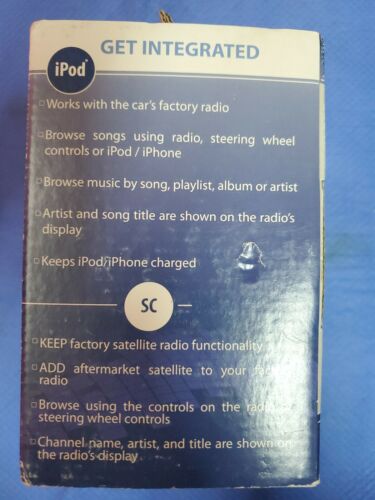 GET INTEGRATED
iPod
Works with the car's factory radio
Browse songs using radio, steering wheel
controls or iPod / iPhone
Browse music by song, playlist, album or artist
Artist and song title are shown on the radio's
display
Keeps iPod/iPhone charged
SC
KEEP factory satellite radio functionality
ADD aftermarket satellite to your factory
radio
Browse using the controls on the radio or
steering wheel controls
Channel name, artist, and title are shown on
the radio's display